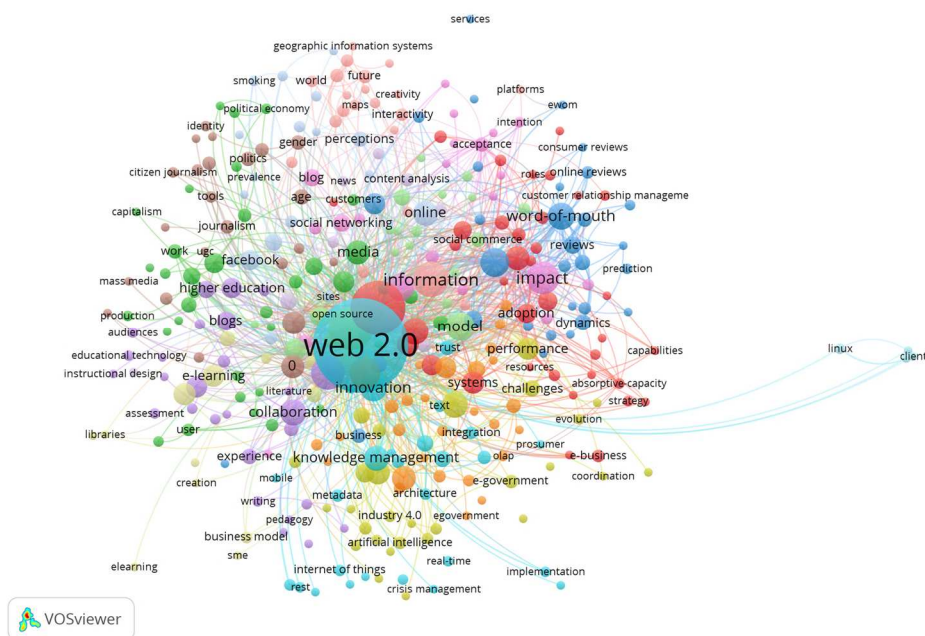 services
geographic information systems
smoking
world
future
platforms
creativity
ewom
political economy
maps
interactivity
intention
identity
gender
perceptions
acceptance
consumer reviews
politics
citizen journalism
prevalence
blog
news
content analysis
roles
online reviews
tools
age
customers
customer relationship manageme
capitalism
online
word-of-mouth
journalism
social networking
social commerce
reviews
work
ugc
media
facebook
prediction
mass media
information
impact
higher education
sites
production
open source
adoption
blogs
model
dynamics
audiences
web 2.0
trust
performance
capabilities
linux
client
educational technology
0
resources
instructional design
e-learning
innovation
systems
challenges
absorptive-capacity
literature
strategy
assessment
collaboration
text
evolution
libraries
user
business
integration
prosumer
experience
knowledge management
olap
e-business
creation
mobile
e-government
coordination
metadata
architecture
writing
pedagogy
industry 4.0
egovernment
business model
artificial intelligence
sme
real-time
elearning
internet of things
implementation
rest
crisis management
VOSviewer